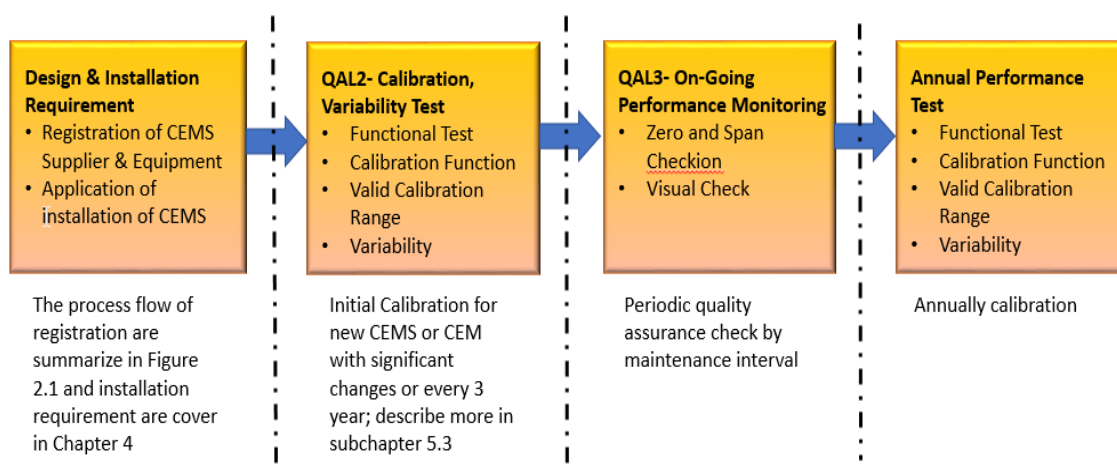 Design & Installation
Requirement
• Registration of CEMS
Supplier & Equipment
• Application of
installation of CEMS
The process flow of
registration are
summarize in Figure
2.1 and installation
requirement are cover
in Chapter 4
QAL2- Calibration,
Variability Test
• Functional Test
• Calibration Function
• Valid Calibration
Range
• Variability
Initial Calibration for
new CEMS or CEM
with significant
changes or every 3
year; describe more in
subchapter 5.3
QAL3- On-Going
Performance Monitoring
• Zero and Span
Checkion
• Visual Check
Periodic quality
assurance check by
maintenance interval
Annual Performance
Test
• Functional Test
• Calibration Function
• Valid Calibration
Range
• Variability
Annually calibration